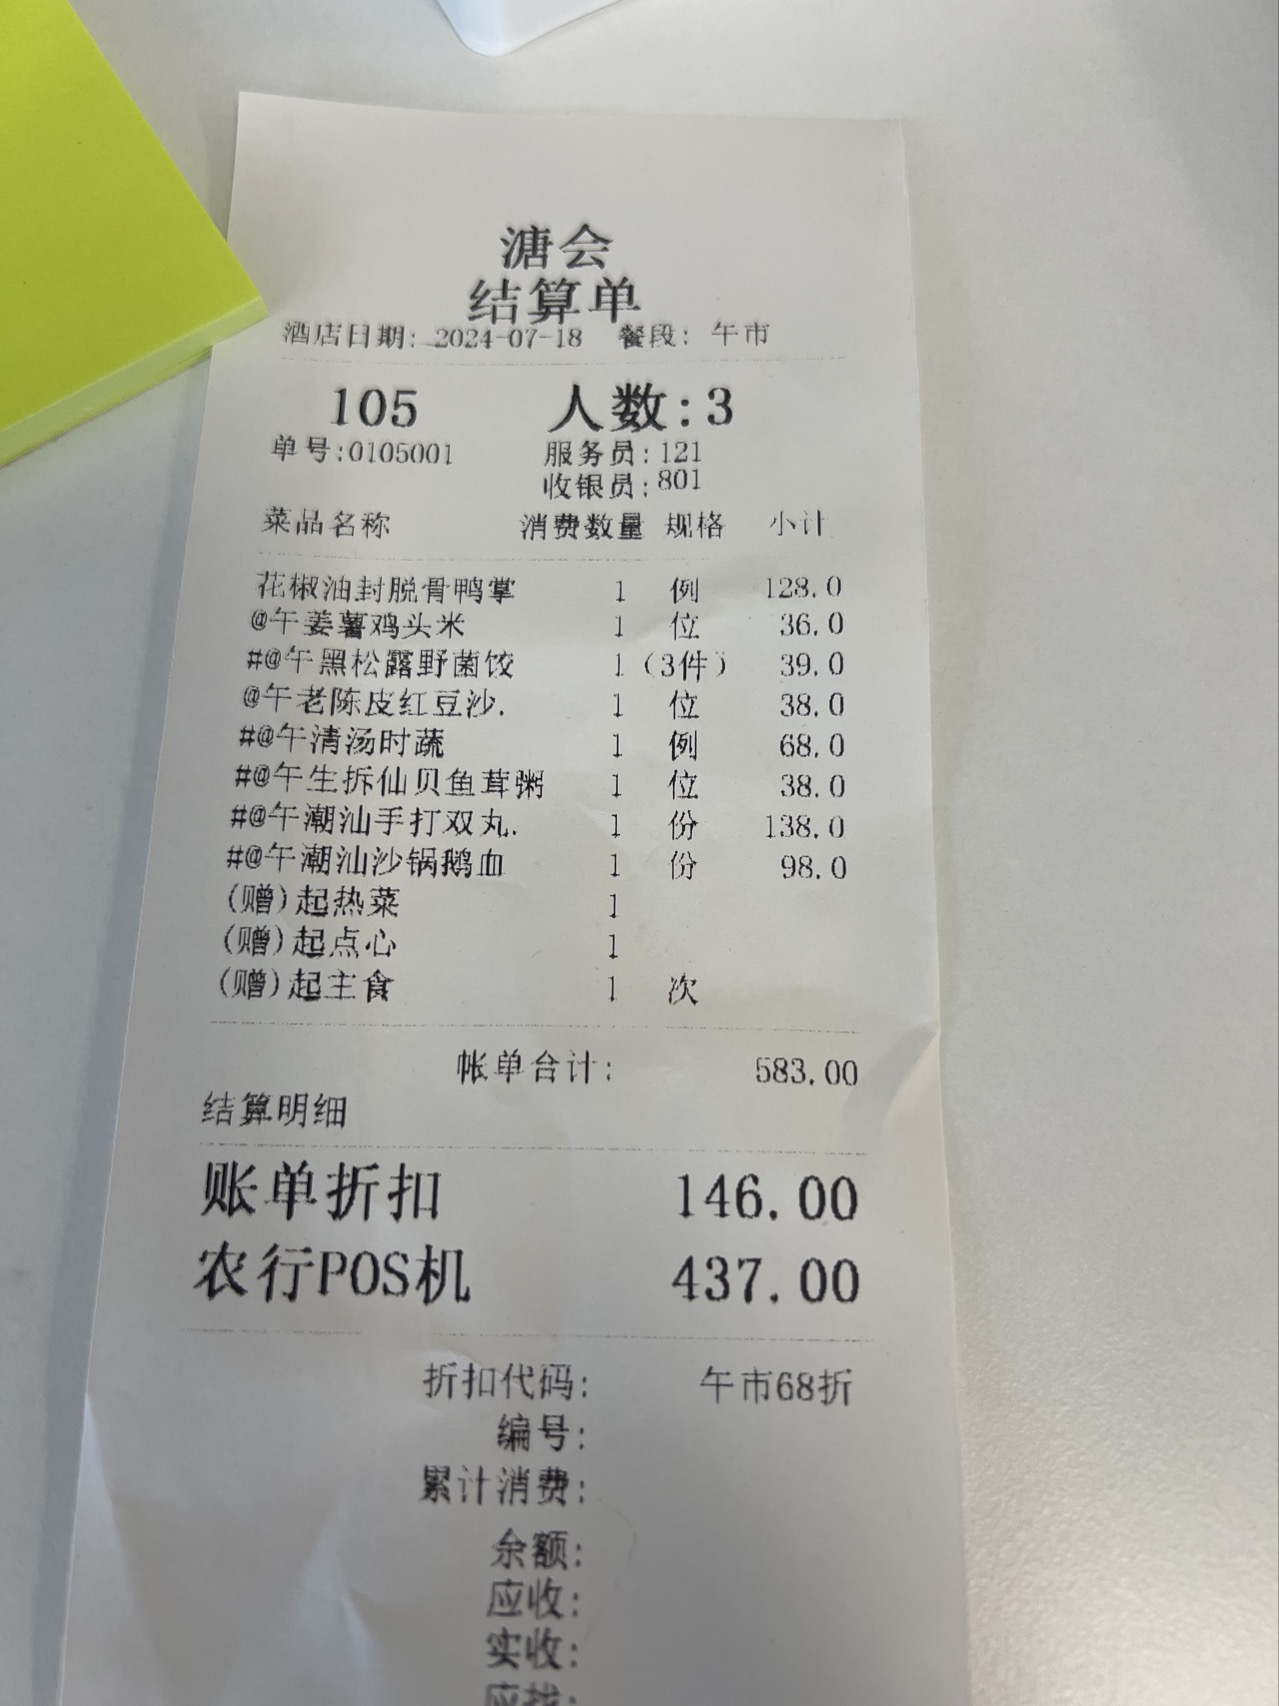 溏会
结算单
酒店日期: 2024-07-18 餐段: 午市
105 人数:3
单号:0105001 服务员:121
收银员:801
菜品名称 消费数量 规格 小计
花椒油封脱骨鸭掌 1 例 128.0
@午姜薯鸡头米 1 位 36.0
#@午黑松露野菌饺 1 (3件) 39.0
@午老陈皮红豆沙. 1 位 38.0
#@午清汤时蔬 1 例 68.0
#@午生拆仙贝鱼茸粥 1 位 38.0
#@午潮汕手打双丸. 1 份 138.0
#@午潮汕沙锅鹅血 1 份 98.0
(赠)起热菜 1
(赠)起点心 1
(赠)起主食 1 次
帐单合计: 583.00
结算明细
账单折扣 146.00
农行POS机 437.00
折扣代码: 午市68折
编号:
累计消费:
余额:
应收:
实收:
应找: